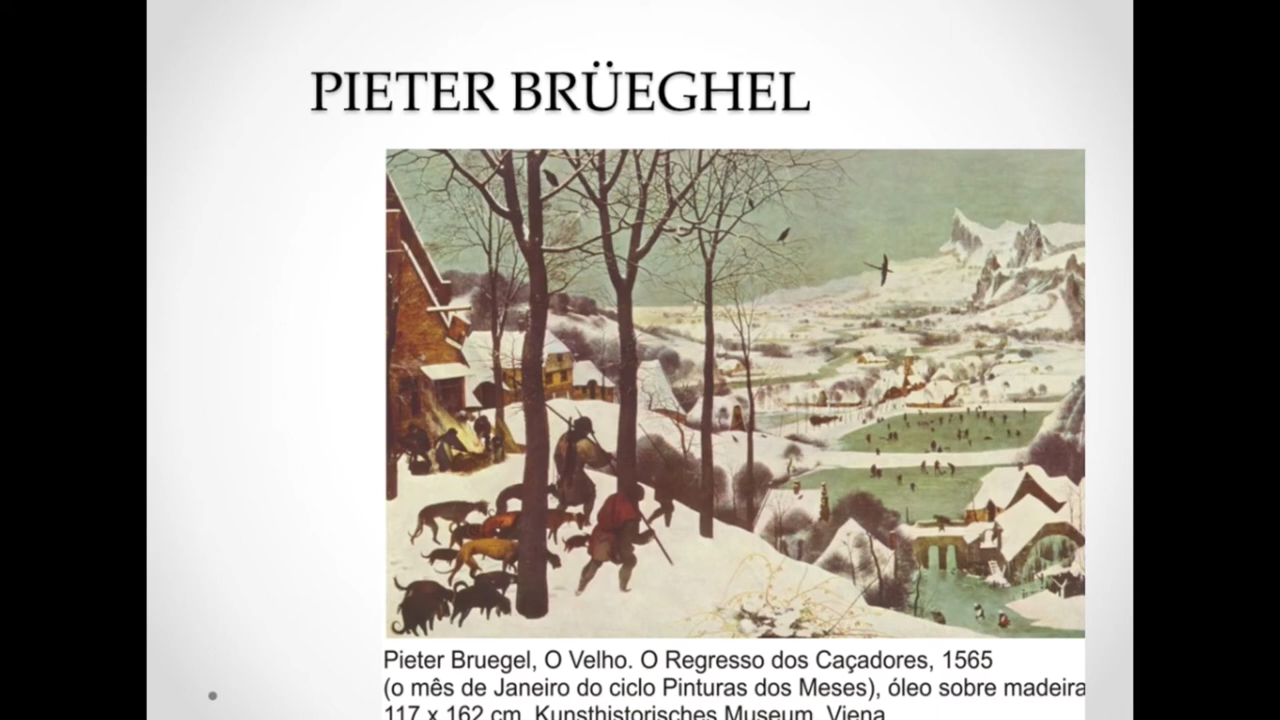 PIETER BRÜEGHEL
Pieter Bruegel, O Velho. O Regresso dos Caçadores, 1565
(o mês de Janeiro do ciclo Pinturas dos Meses), óleo sobre madeira
117 x 162 cm. Kunsthistorisches Museum, Viena